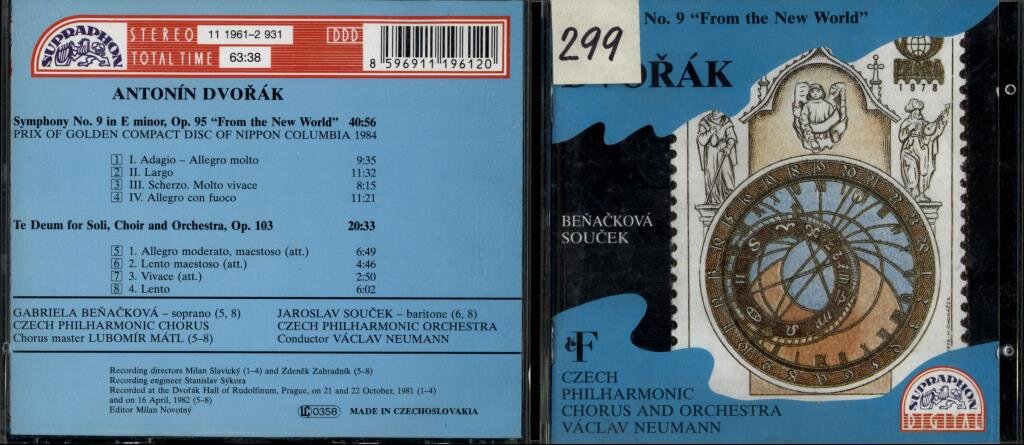 SUPRAPHON
STEREO 11 1961-2 931 DDD
TOTAL TIME 63:38
8 596911 196120
ANTONÍN DVOŘÁK
Symphony No. 9 in E minor, Op. 95 "From the New World" 40:56
PRIX OF GOLDEN COMPACT DISC OF NIPPON COLUMBIA 1984
1 I. Adagio – Allegro molto 9:35
2 II. Largo 11:32
3 III. Scherzo. Molto vivace 8:15
4 IV. Allegro con fuoco 11:21
Te Deum for Soli, Choir and Orchestra, Op. 103 20:33
5 1. Allegro moderato, maestoso (att.) 6:49
6 2. Lento maestoso (att.) 4:46
7 3. Vivace (att.) 2:50
8 4. Lento 6:02
GABRIELA BEŇAČKOVÁ – soprano (5, 8)
CZECH PHILHARMONIC CHORUS
Chorus master LUBOMÍR MÁTL (5–8)
JAROSLAV SOUČEK – baritone (6, 8)
CZECH PHILHARMONIC ORCHESTRA
Conductor VÁCLAV NEUMANN
Recording directors Milan Slavický (1–4) and Zdeněk Zahradník (5–8)
Recording engineer Stanislav Sýkora
Recorded at the Dvořák Hall of Rudolfinum, Prague, on 21 and 22 October, 1981 (1–4)
and on 16 April, 1982 (5–8)
Editor Milan Novotný
LC 0358 MADE IN CZECHOSLOVAKIA
No. 9 "From the New World"
299
DVOŘÁK
PRAGA
1978
BEŇAČKOVÁ
SOUČEK
čF
CZECH
PHILHARMONIC
CHORUS AND ORCHESTRA
VÁCLAV NEUMANN
SUPRAPHON
DIGITAL